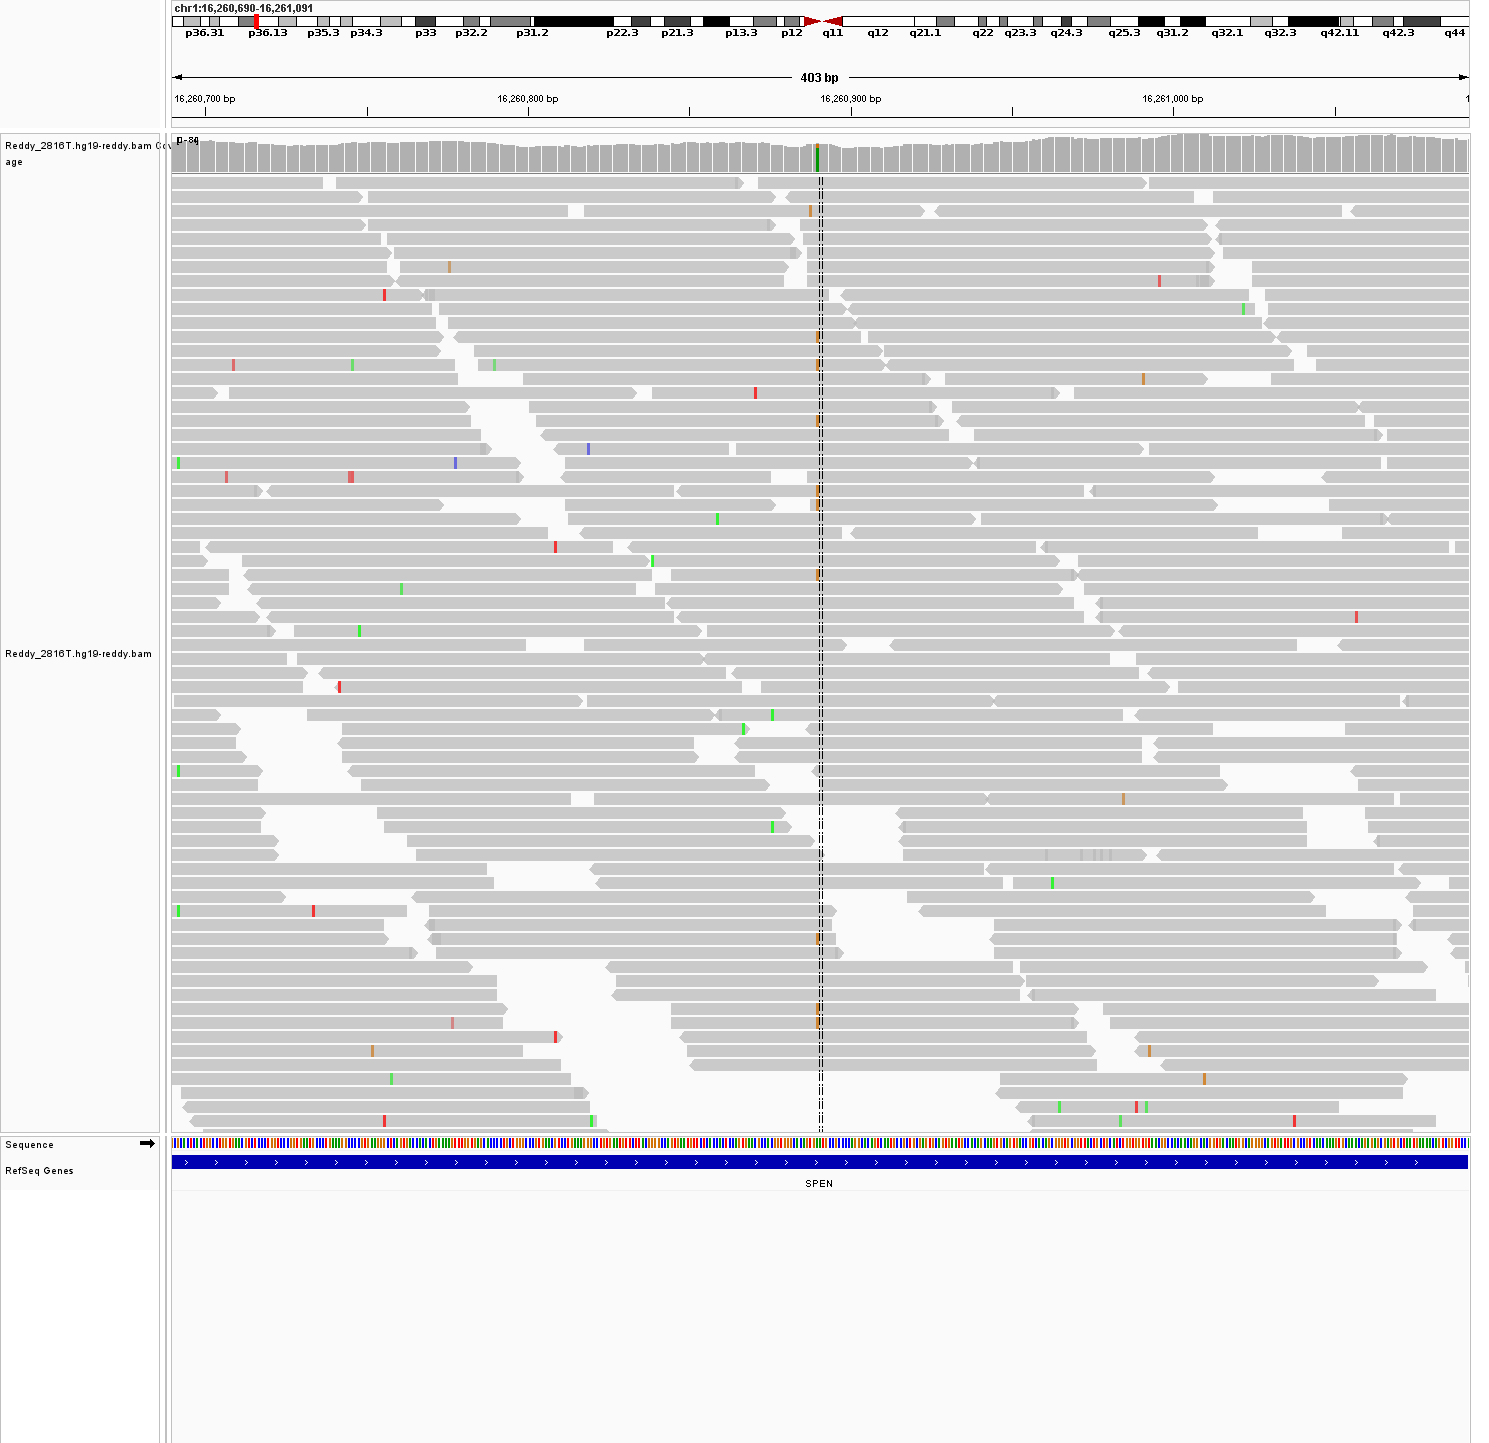 chr1:16,260,690-16,261,091
p36.31 p36.13 p35.3 p34.3 p33 p32.2 p31.2 p22.3 p21.3 p13.3 p12 q11 q12 q21.1 q22 q23.3 q24.3 q25.3 q31.2 q32.1 q32.3 q42.11 q42.3 q44
403 bp
16,260,700 bp 16,260,800 bp 16,260,900 bp 16,261,000 bp 1
Reddy_2816T.hg19-reddy.bam Cov
age
Reddy_2816T.hg19-reddy.bam
Sequence
RefSeq Genes
SPEN